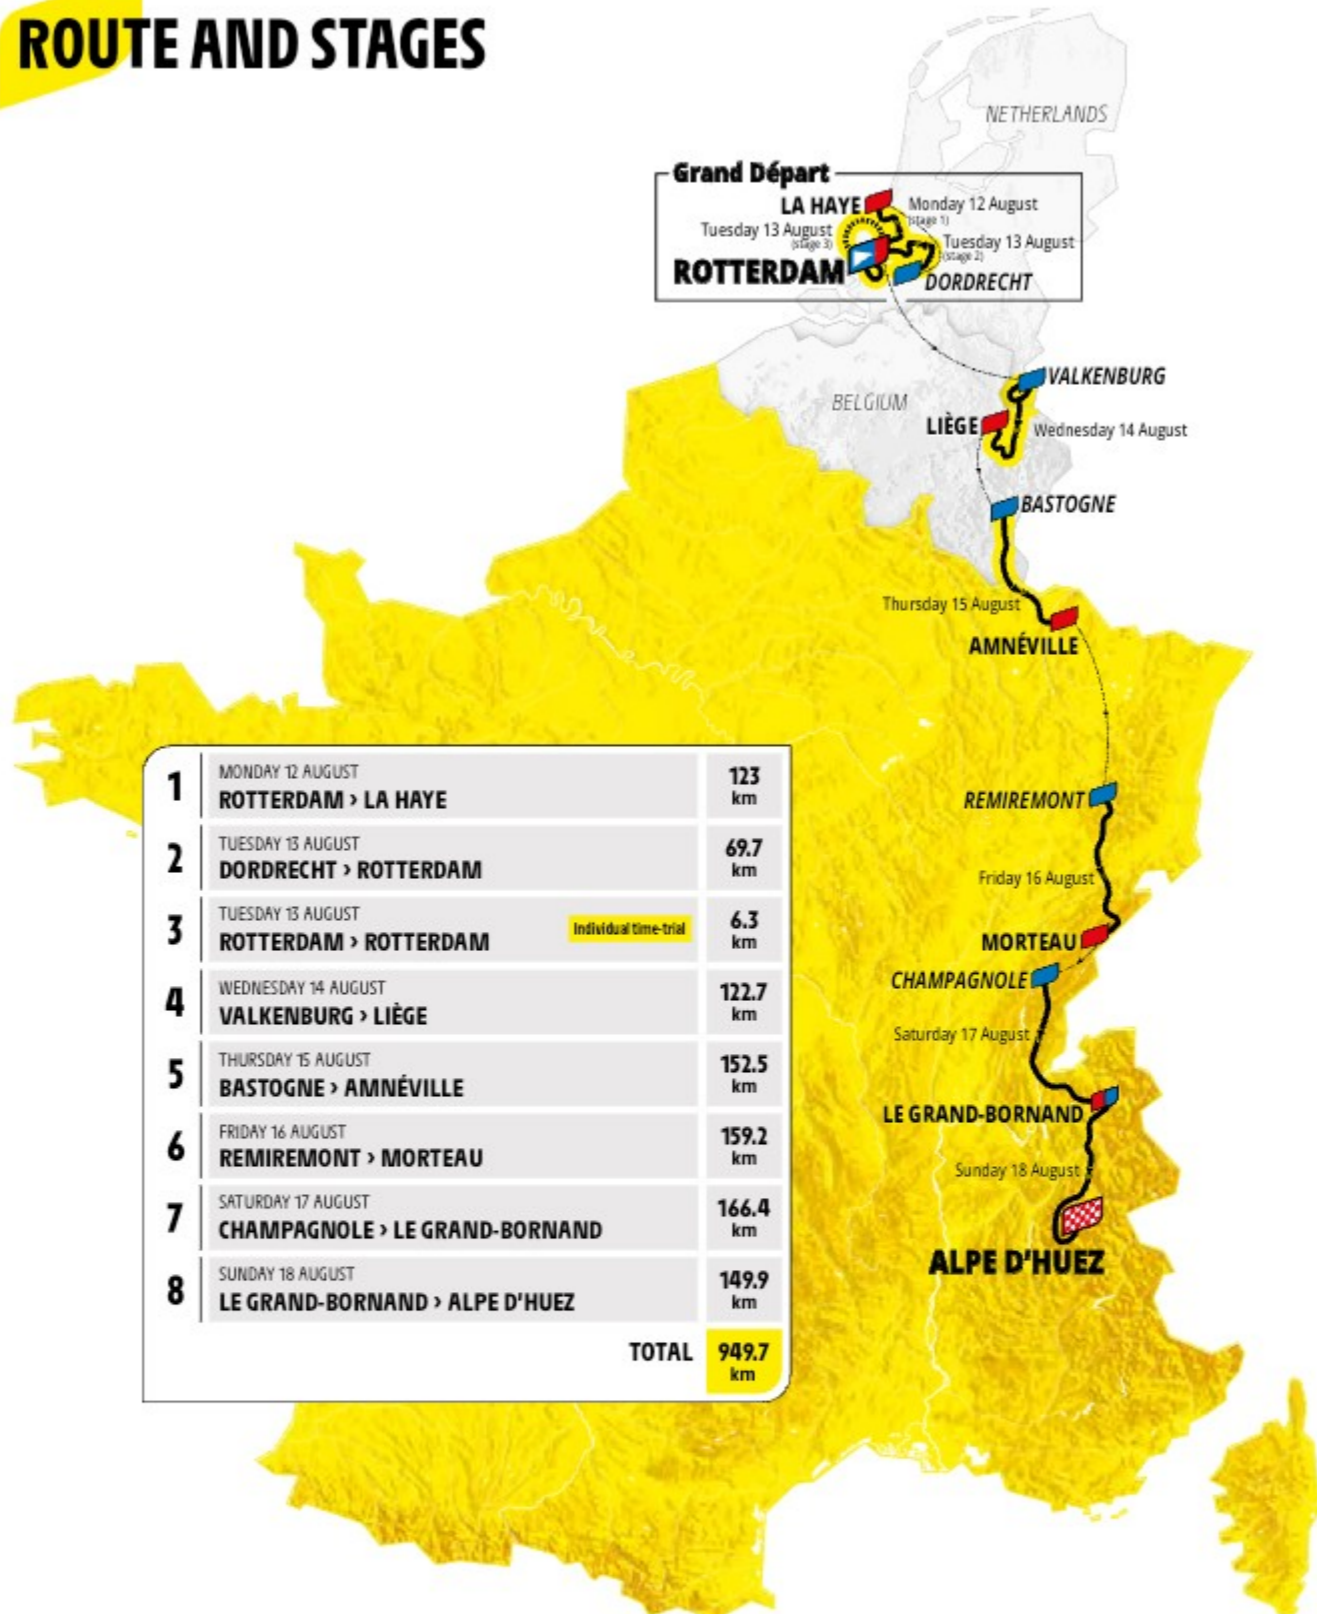 ROUTE AND STAGES
NETHERLANDS
Grand Départ
LA HAYE
Monday 12 August
(stage 1)
Tuesday 13 August
(stage 3)
Tuesday 13 August
(stage 2)
ROTTERDAM
DORDRECHT
VALKENBURG
BELGIUM
LIÈGE
Wednesday 14 August
BASTOGNE
Thursday 15 August
AMNÉVILLE
REMIREMONT
Friday 16 August
MORTEAU
CHAMPAGNOLE
Saturday 17 August
LE GRAND-BORNAND
Sunday 18 August
ALPE D'HUEZ
1
MONDAY 12 AUGUST
ROTTERDAM > LA HAYE
123
km
2
TUESDAY 13 AUGUST
DORDRECHT > ROTTERDAM
69.7
km
3
TUESDAY 13 AUGUST
ROTTERDAM > ROTTERDAM
Individual time-trial
6.3
km
4
WEDNESDAY 14 AUGUST
VALKENBURG > LIÈGE
122.7
km
5
THURSDAY 15 AUGUST
BASTOGNE > AMNÉVILLE
152.5
km
6
FRIDAY 16 AUGUST
REMIREMONT > MORTEAU
159.2
km
7
SATURDAY 17 AUGUST
CHAMPAGNOLE > LE GRAND-BORNAND
166.4
km
8
SUNDAY 18 AUGUST
LE GRAND-BORNAND > ALPE D'HUEZ
149.9
km
TOTAL
949.7
km